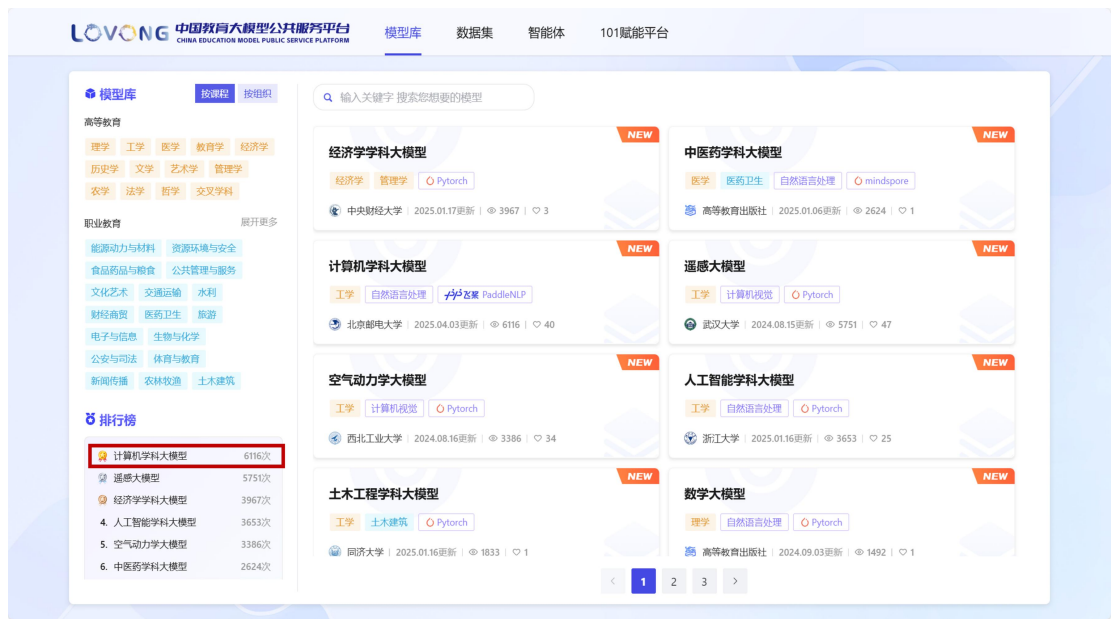 LOVONG 中国教育大模型公共服务平台
CHINA EDUCATION MODEL PUBLIC SERVICE PLATFORM
模型库 数据集 智能体 101赋能平台
模型库 按课程 按组织
高等教育
理学 工学 医学 教育学 经济学
历史学 文学 艺术学 管理学
农学 法学 哲学 交叉学科
职业教育 展开更多
能源动力与材料 资源环境与安全
食品药品与粮食 公共管理与服务
文化艺术 交通运输 水利
财经商贸 医药卫生 旅游
电子与信息 生物与化学
公安与司法 体育与教育
新闻传播 农林牧渔 土木建筑
排行榜
计算机学科大模型 6116次
遥感大模型 5751次
经济学学科大模型 3967次
4. 人工智能学科大模型 3653次
5. 空气动力学大模型 3386次
6. 中医药学科大模型 2624次
输入关键字 搜索您想要的模型
NEW
经济学学科大模型
经济学 管理学 Pytorch
中央财经大学 2025.01.17更新 3967 3
NEW
中医药学科大模型
医学 医药卫生 自然语言处理 mindspore
高等教育出版社 2025.01.06更新 2624 1
NEW
计算机学科大模型
工学 自然语言处理 飞桨 PaddleNLP
北京邮电大学 2025.04.03更新 6116 40
NEW
遥感大模型
工学 计算机视觉 Pytorch
武汉大学 2024.08.15更新 5751 47
NEW
空气动力学大模型
工学 计算机视觉 Pytorch
西北工业大学 2024.08.16更新 3386 34
NEW
人工智能学科大模型
工学 自然语言处理 Pytorch
浙江大学 2025.01.16更新 3653 25
NEW
土木工程学科大模型
工学 土木建筑 Pytorch
同济大学 2025.01.16更新 1833 1
NEW
数学大模型
理学 自然语言处理 Pytorch
高等教育出版社 2024.09.03更新 1492 1
< 1 2 3 >